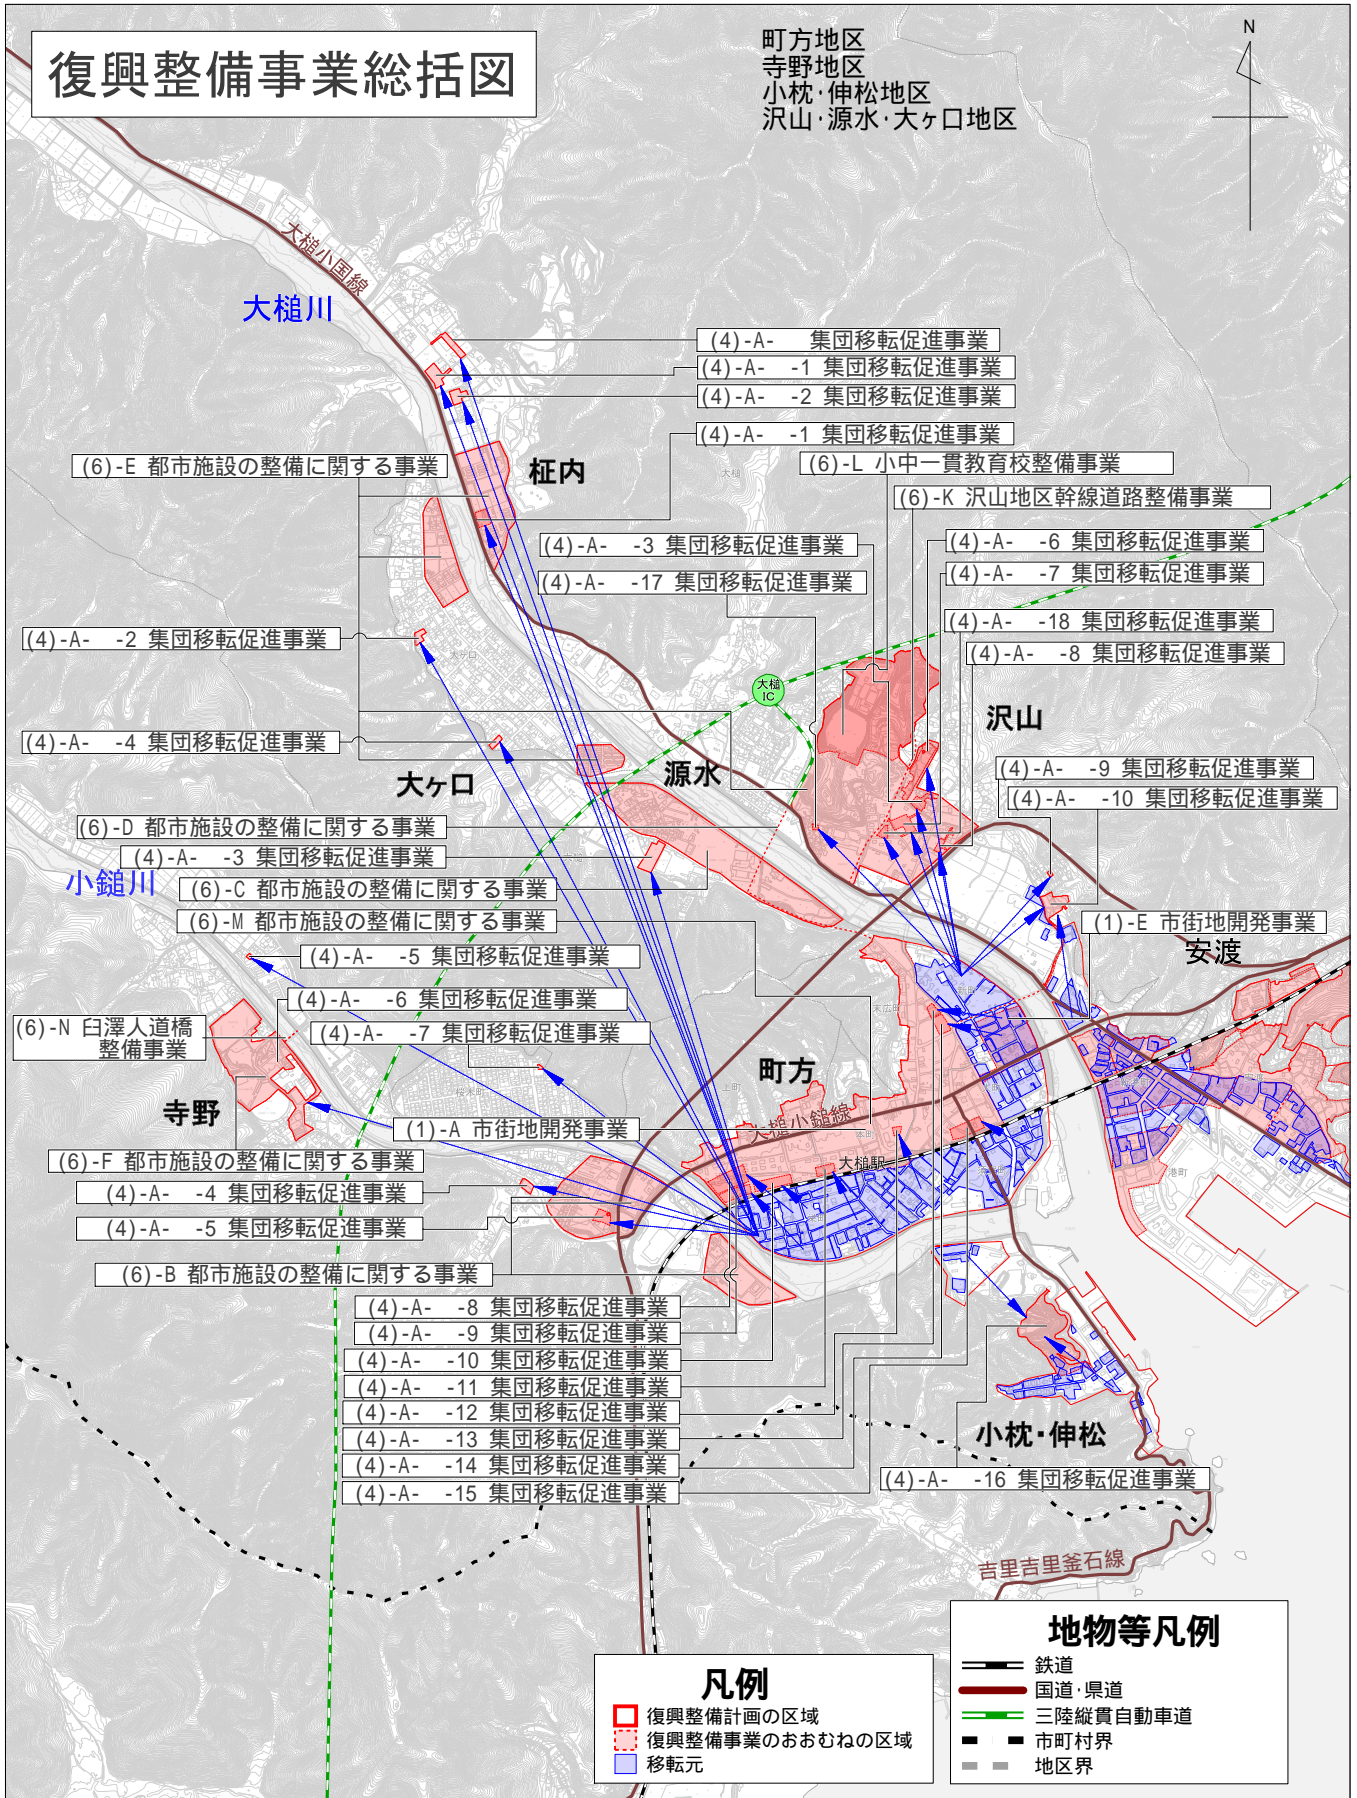 復興整備事業総括図
町方地区
寺野地区
小枕・伸松地区
沢山・源水・大ヶ口地区
N
大槌小国線
大槌川
(4)-A-　集団移転促進事業
(4)-A-　-1 集団移転促進事業
(4)-A-　-2 集団移転促進事業
(4)-A-　-1 集団移転促進事業
(6)-E 都市施設の整備に関する事業
柾内
(6)-L 小中一貫教育校整備事業
大槌
(6)-K 沢山地区幹線道路整備事業
(4)-A-　-3 集団移転促進事業
(4)-A-　-6 集団移転促進事業
(4)-A-　-17 集団移転促進事業
(4)-A-　-7 集団移転促進事業
(4)-A-　-18 集団移転促進事業
(4)-A-　-2 集団移転促進事業
(4)-A-　-8 集団移転促進事業
大ケ口
大槌
IC
沢山
(4)-A-　-4 集団移転促進事業
源水
大ヶ口
(4)-A-　-9 集団移転促進事業
(4)-A-　-10 集団移転促進事業
(6)-D 都市施設の整備に関する事業
(4)-A-　-3 集団移転促進事業
大槌
小鎚川
(6)-C 都市施設の整備に関する事業
(6)-M 都市施設の整備に関する事業
(1)-E 市街地開発事業
安渡
(4)-A-　-5 集団移転促進事業
(4)-A-　-6 集団移転促進事業
末広町
(6)-N 臼澤人道橋
整備事業
(4)-A-　-7 集団移転促進事業
町方
上町
桜木町
寺野
大槌小鎚線
(1)-A 市街地開発事業
本町
大槌駅
港町
(6)-F 都市施設の整備に関する事業
(4)-A-　-4 集団移転促進事業
(4)-A-　-5 集団移転促進事業
(6)-B 都市施設の整備に関する事業
(4)-A-　-8 集団移転促進事業
(4)-A-　-9 集団移転促進事業
(4)-A-　-10 集団移転促進事業
(4)-A-　-11 集団移転促進事業
(4)-A-　-12 集団移転促進事業
(4)-A-　-13 集団移転促進事業
(4)-A-　-14 集団移転促進事業
(4)-A-　-15 集団移転促進事業
小枕・伸松
(4)-A-　-16 集団移転促進事業
吉里吉里釜石線
凡例
復興整備計画の区域
復興整備事業のおおむねの区域
移転元
地物等凡例
鉄道
国道・県道
三陸縦貫自動車道
市町村界
地区界